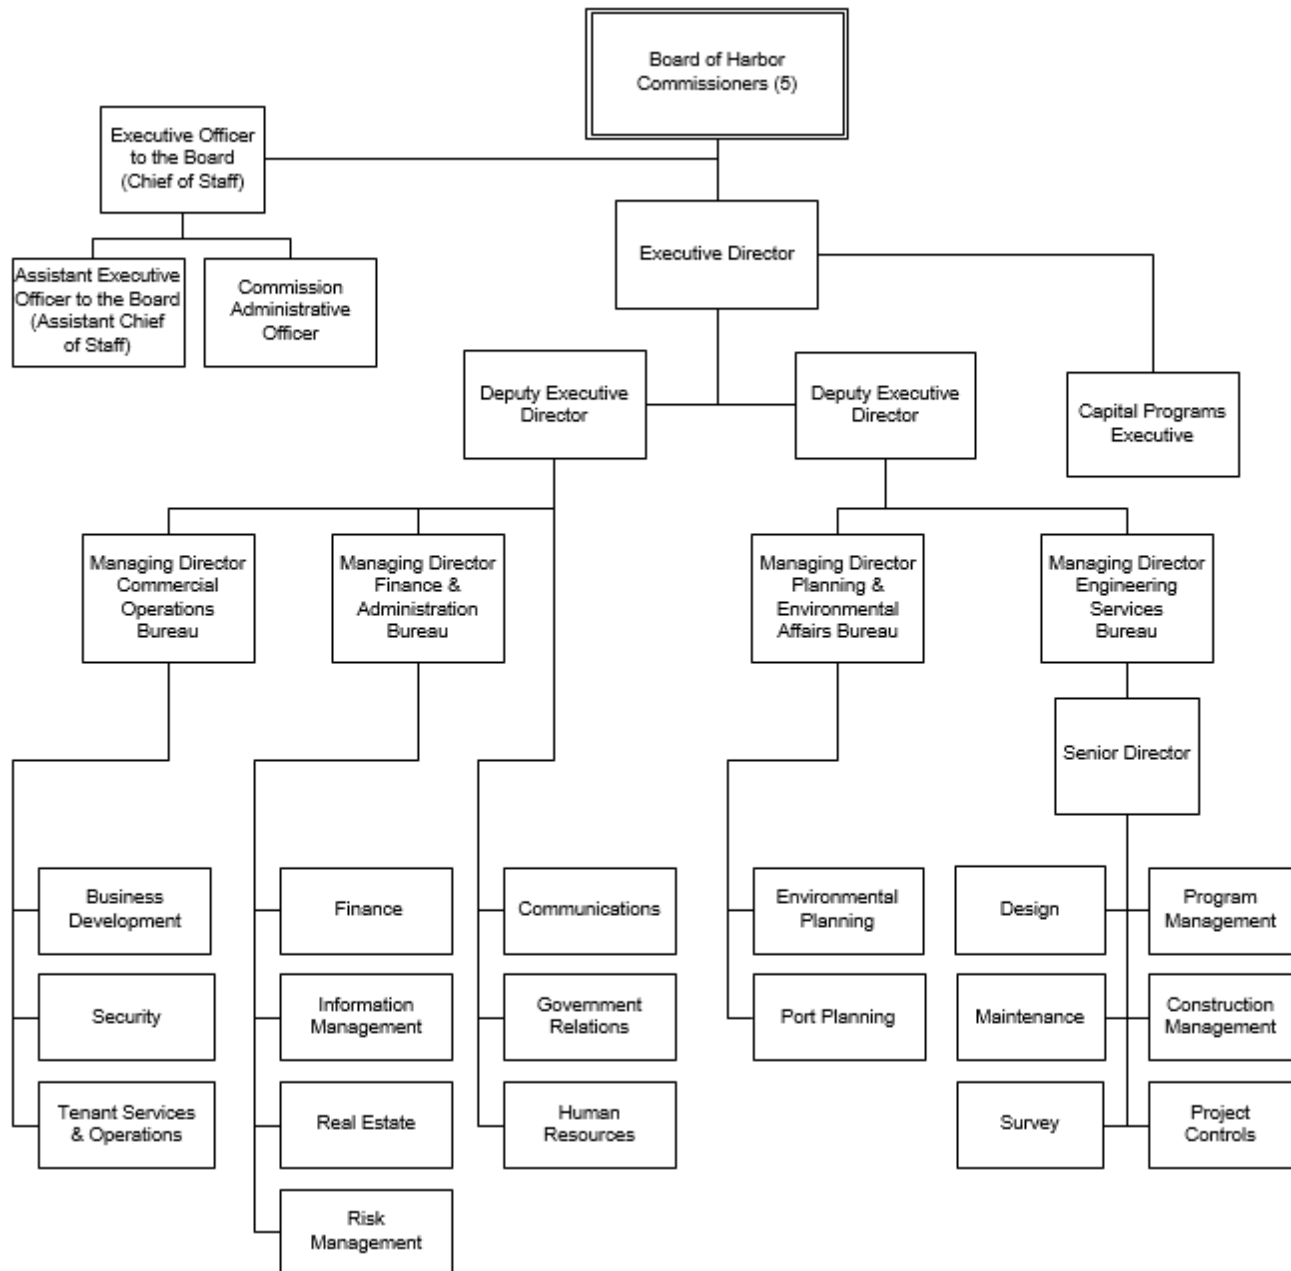 Board of Harbor
Commissioners (5)
Executive Officer
to the Board
(Chief of Staff)
Executive Director
Assistant Executive
Officer to the Board
(Assistant Chief
of Staff)
Commission
Administrative
Officer
Deputy Executive
Director
Deputy Executive
Director
Capital Programs
Executive
Managing Director
Commercial
Operations
Bureau
Managing Director
Finance &
Administration
Bureau
Managing Director
Planning &
Environmental
Affairs Bureau
Managing Director
Engineering
Services
Bureau
Senior Director
Business
Development
Security
Tenant Services
& Operations
Finance
Information
Management
Real Estate
Risk
Management
Communications
Government
Relations
Human
Resources
Environmental
Planning
Port Planning
Design
Maintenance
Survey
Program
Management
Construction
Management
Project
Controls